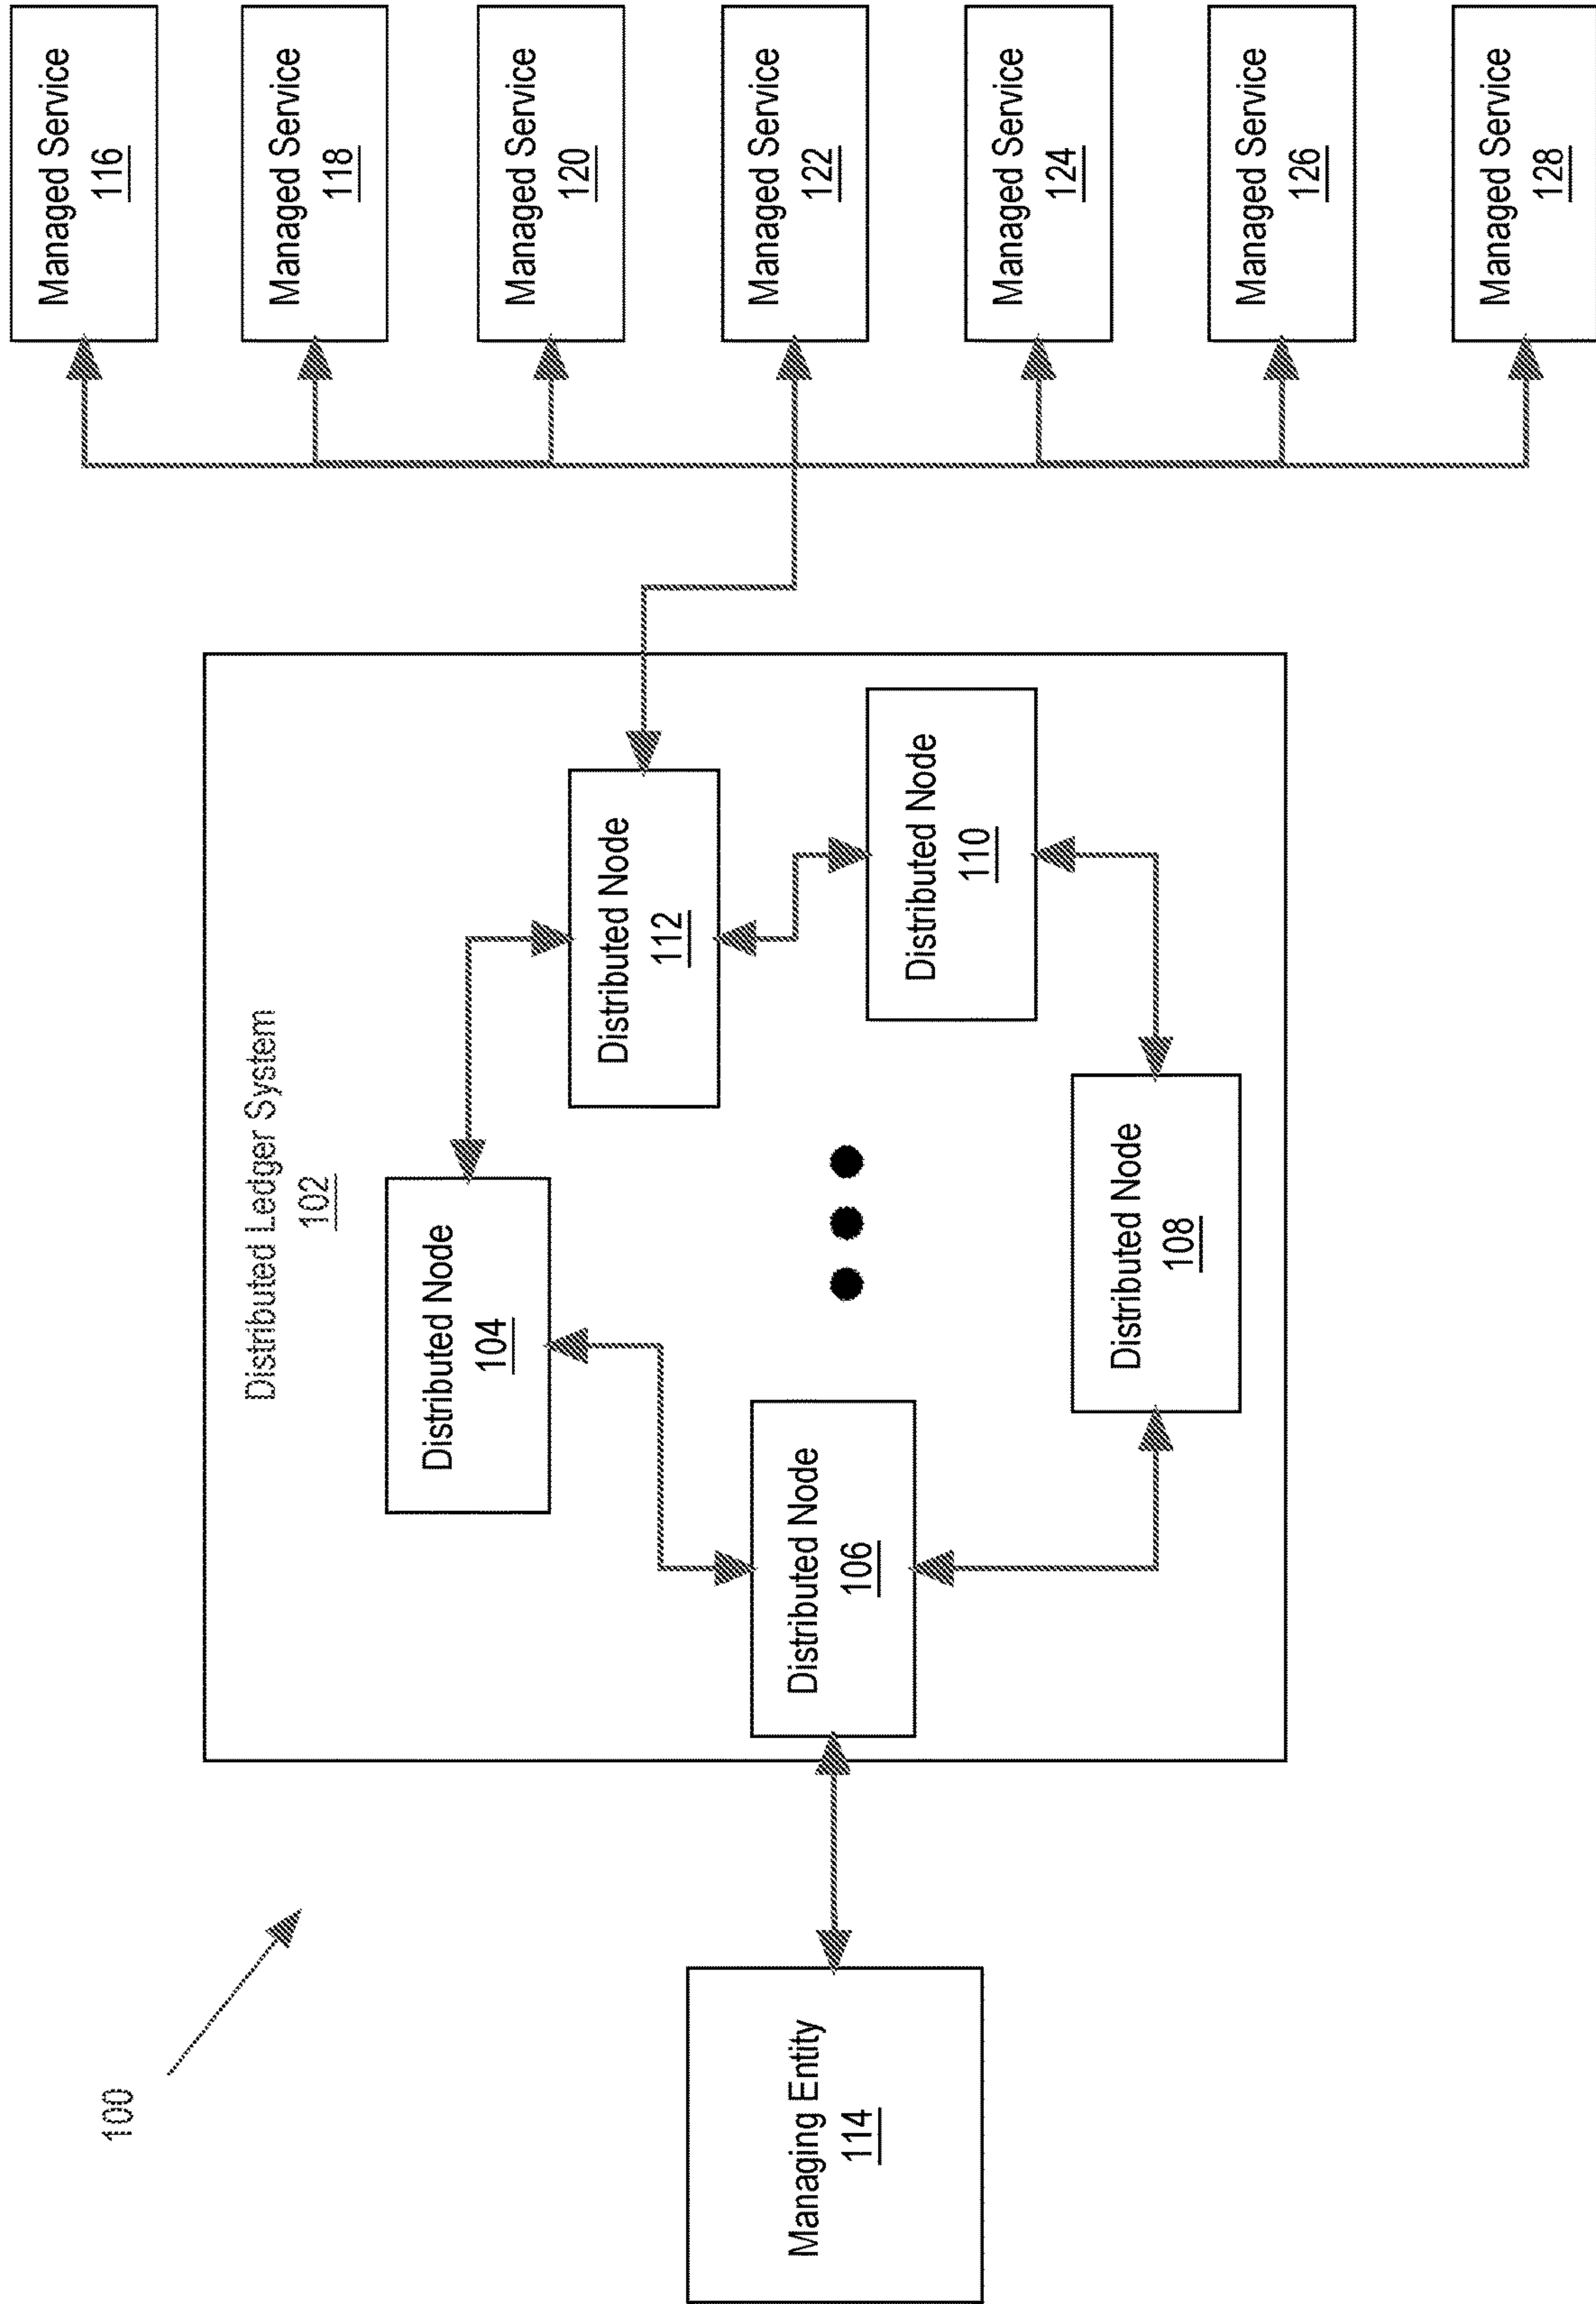 100
Managing Entity
114
Distributed Ledger System
102
Distributed Node
104
Distributed Node
106
Distributed Node
108
Distributed Node
110
Distributed Node
112
Managed Service
116
Managed Service
118
Managed Service
120
Managed Service
122
Managed Service
124
Managed Service
126
Managed Service
128